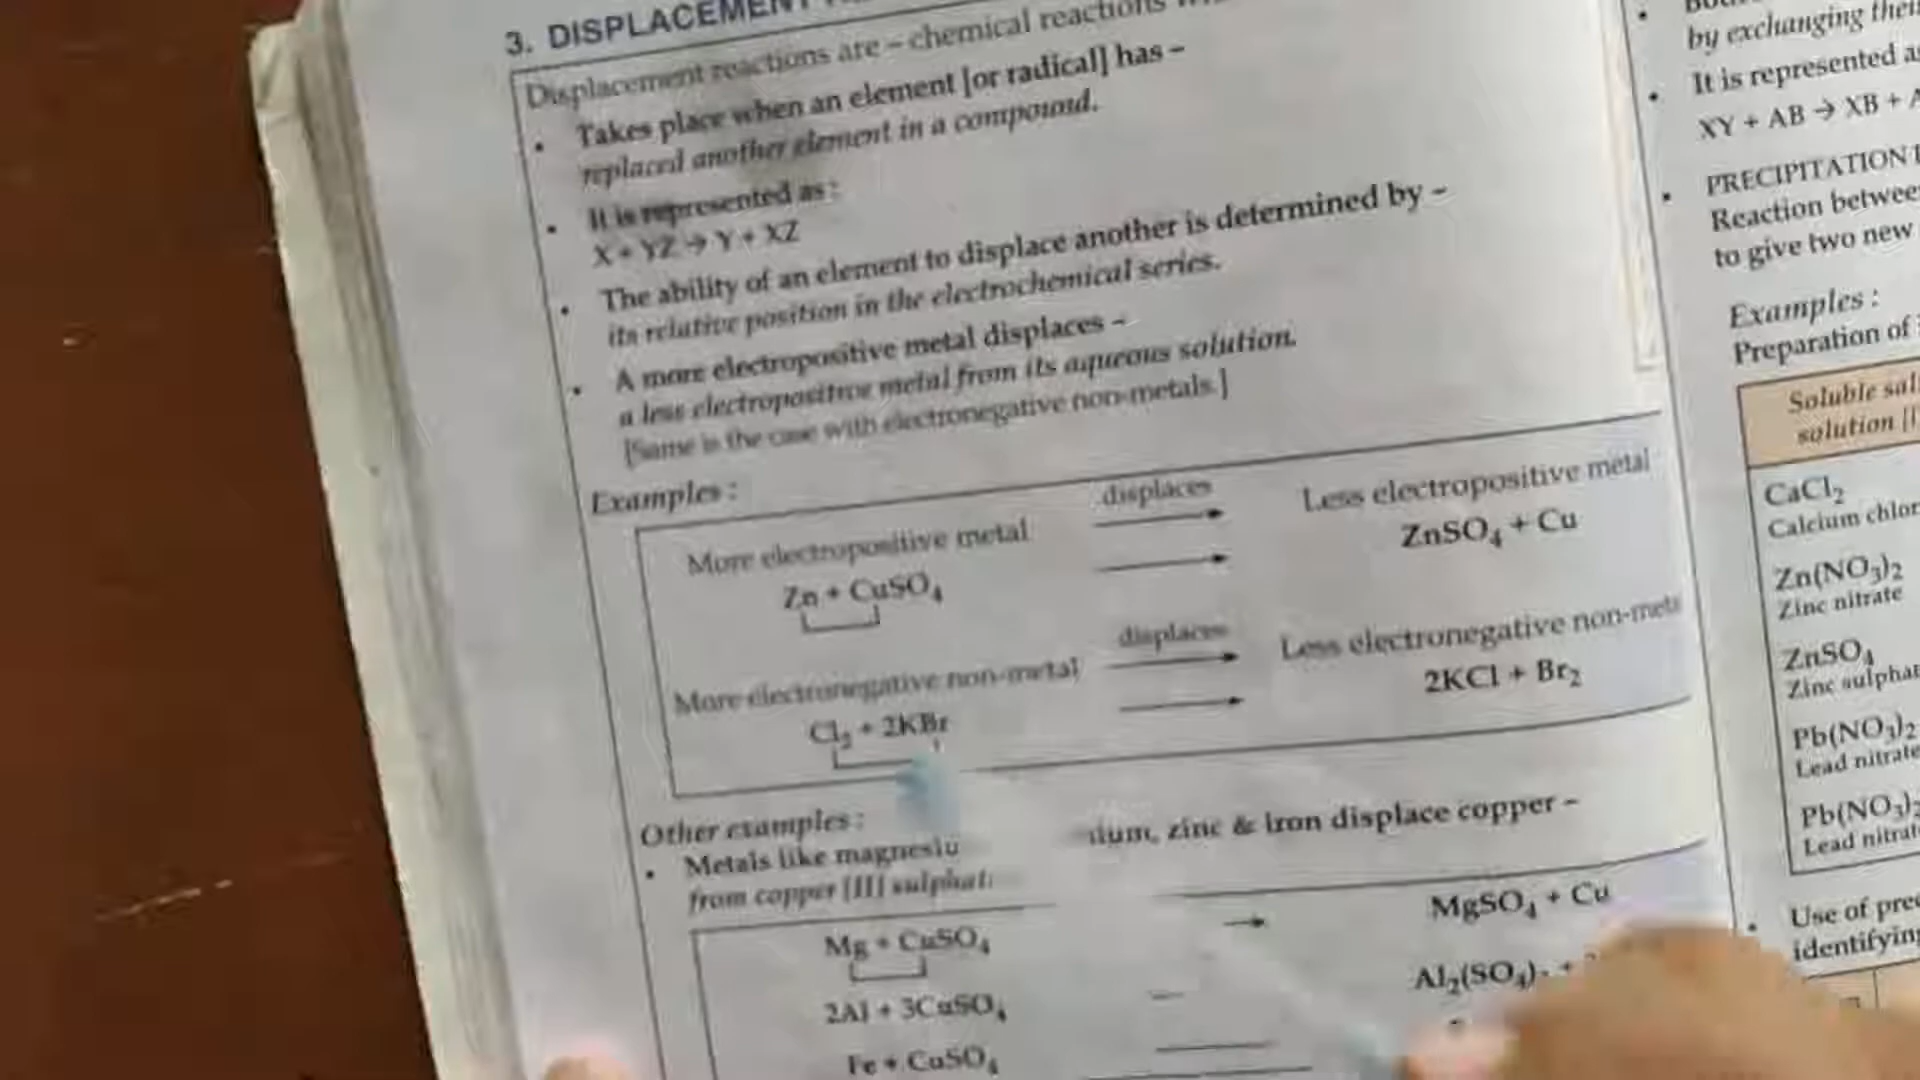 3. DISPLACEMENT
Displacement reactions are – chemical reactions
• Takes place when an element [or radical] has –
replaced another element in a compound.
• It is represented as :
X + YZ → Y + XZ
• The ability of an element to displace another is determined by –
its relative position in the electrochemical series.
• A more electropositive metal displaces –
a less electropositive metal from its aqueous solution.
[Same is the case with electronegative non-metals.]
Examples :
More electropositive metal displaces → Less electropositive metal
Zn + CuSO₄ → ZnSO₄ + Cu
More electronegative non-metal displaces → Less electronegative non-meta
Cl₂ + 2KBr → 2KCl + Br₂
Other examples :
• Metals like magnesiu ium, zinc & iron displace copper –
from copper [II] sulphat
Mg + CuSO₄ → MgSO₄ + Cu
2Al + 3CuSO₄ Al₂(SO₄) +
Fe + CuSO₄
by exchanging their
• It is represented as
XY + AB → XB + A
• PRECIPITATION
Reaction betwee
to give two new
Examples :
Preparation of
Soluble sal
solution
CaCl₂
Calcium chlor
Zn(NO₃)₂
Zinc nitrate
ZnSO₄
Zinc sulphat
Pb(NO₃)₂
Lead nitrate
Pb(NO₃)₂
Lead nitrat
• Use of prec
identifying